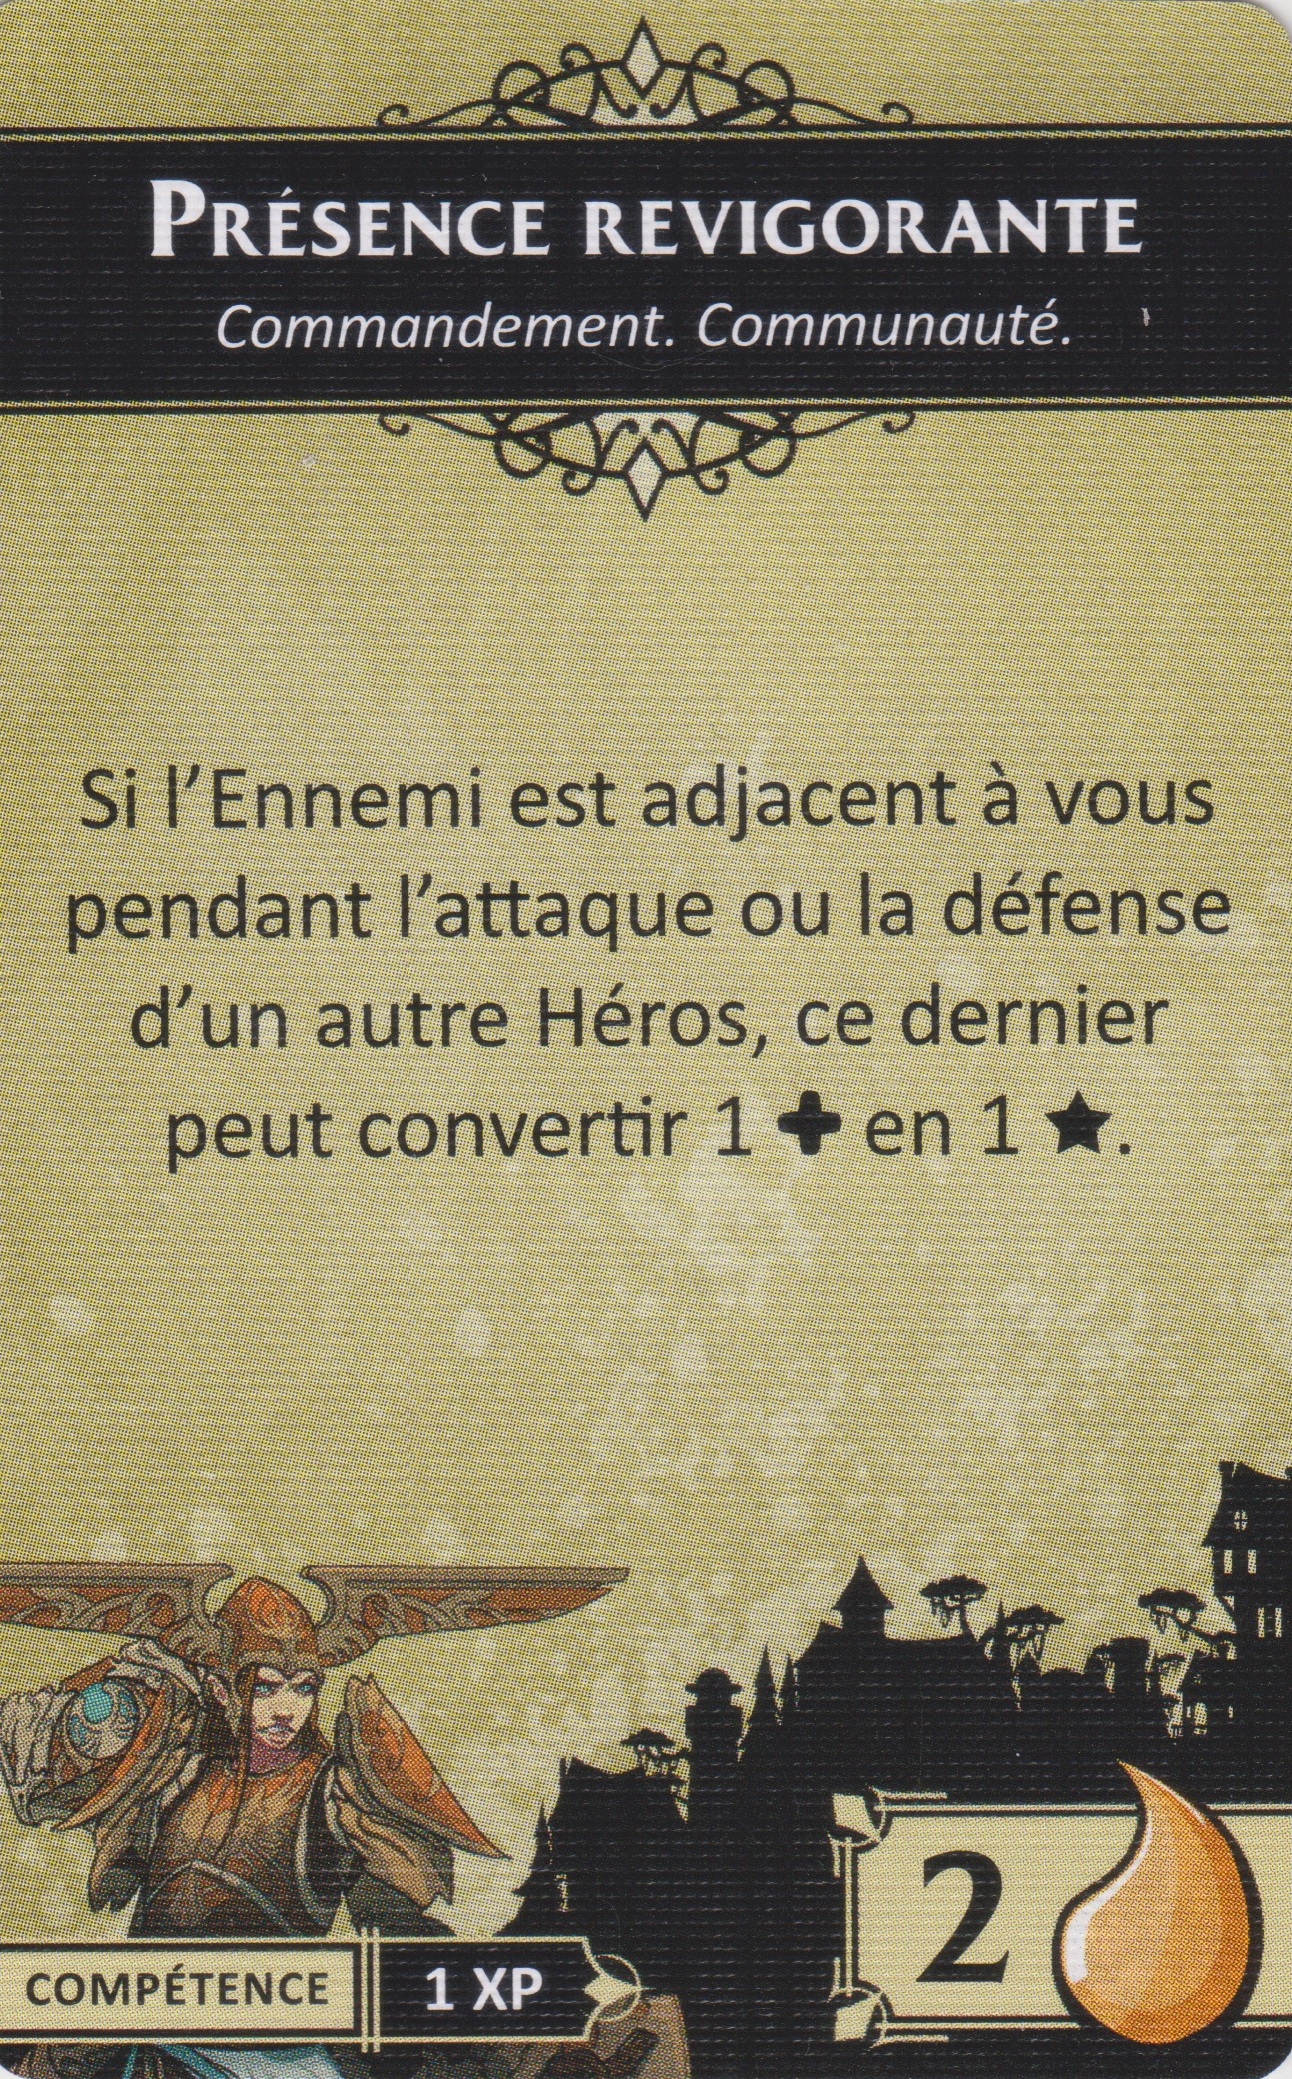 PRÉSENCE REVIGORANTE
Commandement. Communauté.
Si l’Ennemi est adjacent à vous
pendant l’attaque ou la défense
d’un autre Héros, ce dernier
peut convertir 1 ✚ en 1 ★.
COMPÉTENCE 1 XP
2